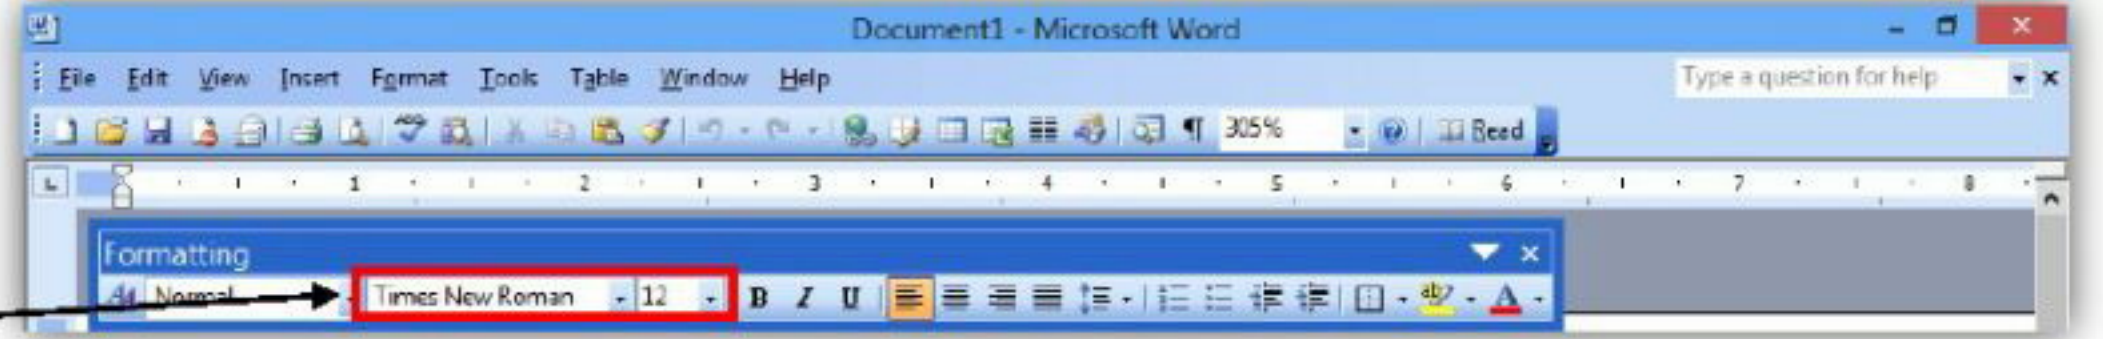 Document1 - Microsoft Word
File Edit View Insert Format Tools Table Window Help Type a question for help
305% Read
1 2 3 4 5 6 7 8
Formatting
Normal Times New Roman 12 B I U